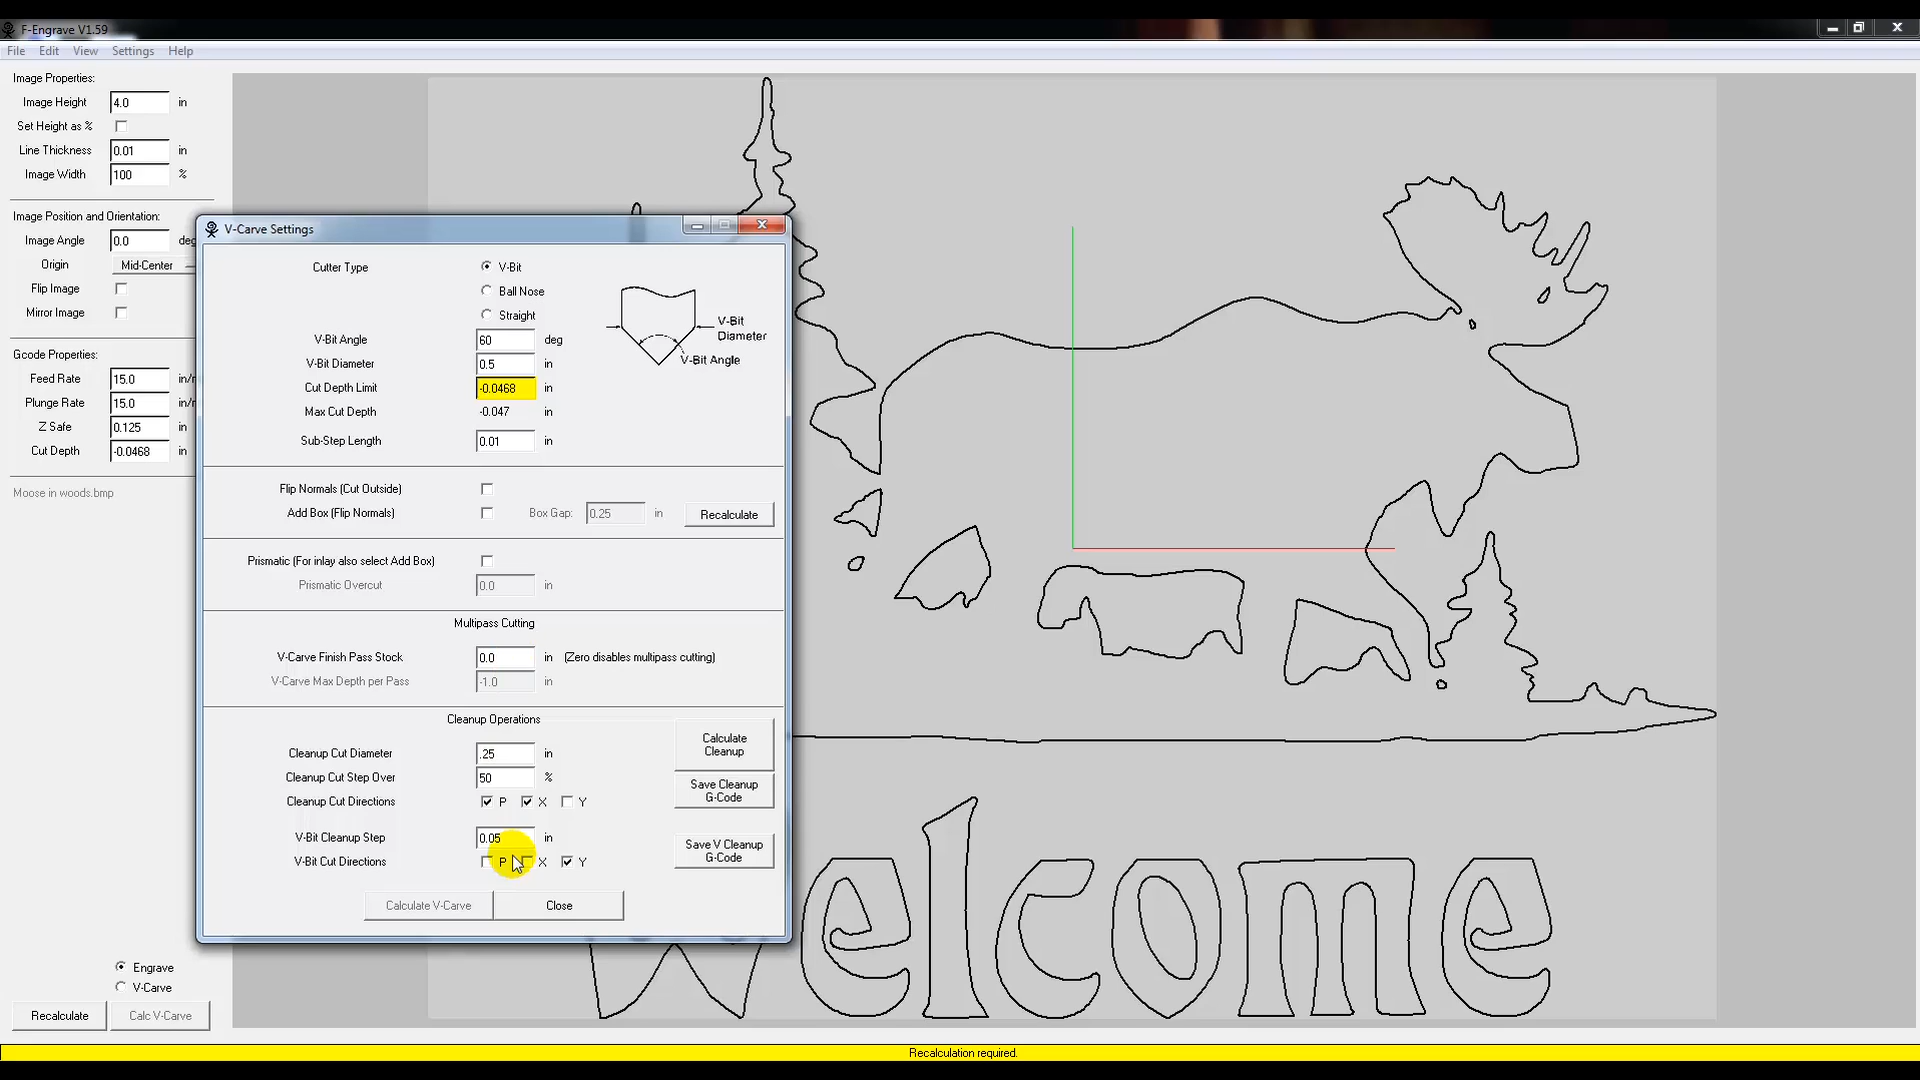 F-Engrave V1.59
File Edit View Settings Help
Image Properties:
Image Height 4.0 in
Set Height as %
Line Thickness 0.01 in
Image Width 100 %
Image Position and Orientation:
Image Angle 0.0 deg
Origin Mid-Center
Flip Image
Mirror Image
Gcode Properties:
Feed Rate 15.0 in/m
Plunge Rate 15.0 in/m
Z Safe 0.125 in
Cut Depth -0.0468 in
Moose in woods.bmp
Engrave
V-Carve
Recalculate Calc V-Carve
V-Carve Settings
Cutter Type V-Bit
Ball Nose
Straight
V-Bit Angle 60 deg
V-Bit Diameter 0.5 in
Cut Depth Limit -0.0468 in
Max Cut Depth -0.047 in
Sub-Step Length 0.01 in
V-Bit
Diameter
V-Bit Angle
Flip Normals (Cut Outside)
Add Box (Flip Normals) Box Gap: 0.25 in Recalculate
Prismatic (For inlay also select Add Box)
Prismatic Overcut 0.0 in
Multipass Cutting
V-Carve Finish Pass Stock 0.0 in (Zero disables multipass cutting)
V-Carve Max Depth per Pass -1.0 in
Cleanup Operations
Cleanup Cut Diameter .25 in
Cleanup Cut Step Over 50 %
Cleanup Cut Directions P X Y
V-Bit Cleanup Step 0.05 in
V-Bit Cut Directions P X Y
Calculate
Cleanup
Save Cleanup
G-Code
Save V Cleanup
G-Code
Calculate V-Carve Close
Welcome
Recalculation required.